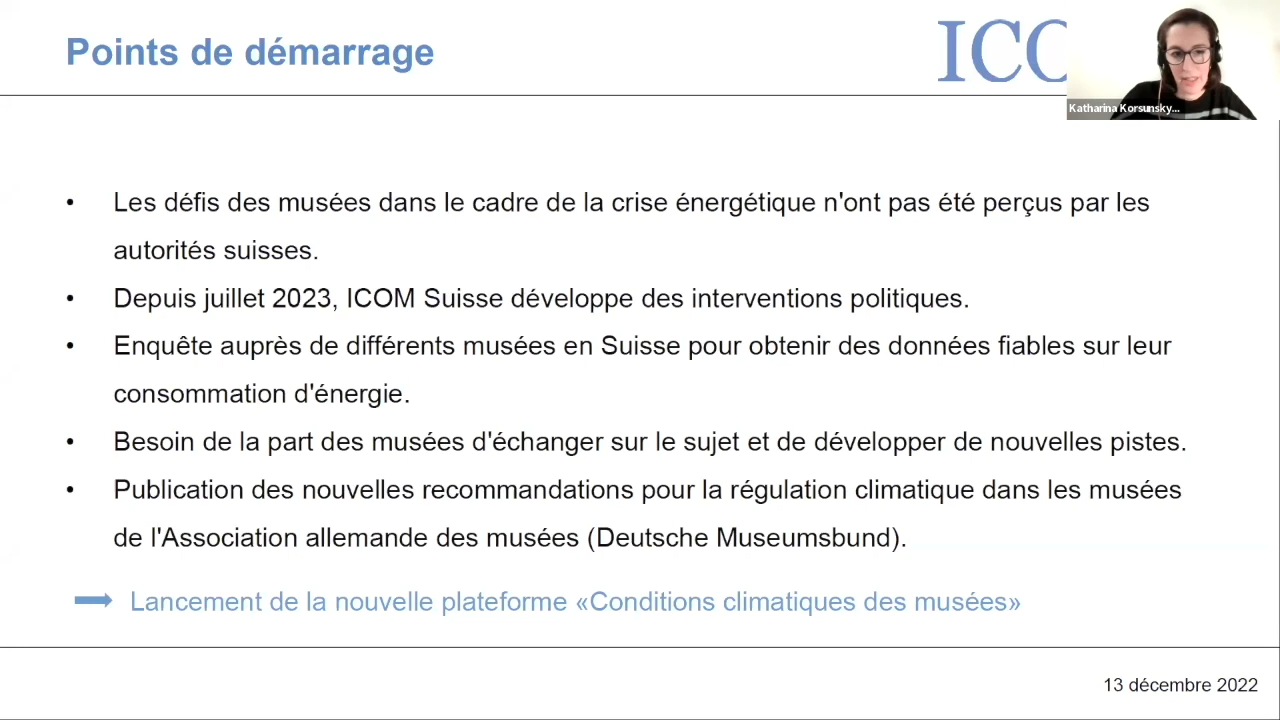 Points de démarrage
ICO
Katharina Korsunsky...
Les défis des musées dans le cadre de la crise énergétique n'ont pas été perçus par les
autorités suisses.
Depuis juillet 2023, ICOM Suisse développe des interventions politiques.
Enquête auprès de différents musées en Suisse pour obtenir des données fiables sur leur
consommation d'énergie.
Besoin de la part des musées d'échanger sur le sujet et de développer de nouvelles pistes.
Publication des nouvelles recommandations pour la régulation climatique dans les musées
de l'Association allemande des musées (Deutsche Museumsbund).
Lancement de la nouvelle plateforme «Conditions climatiques des musées»
13 décembre 2022